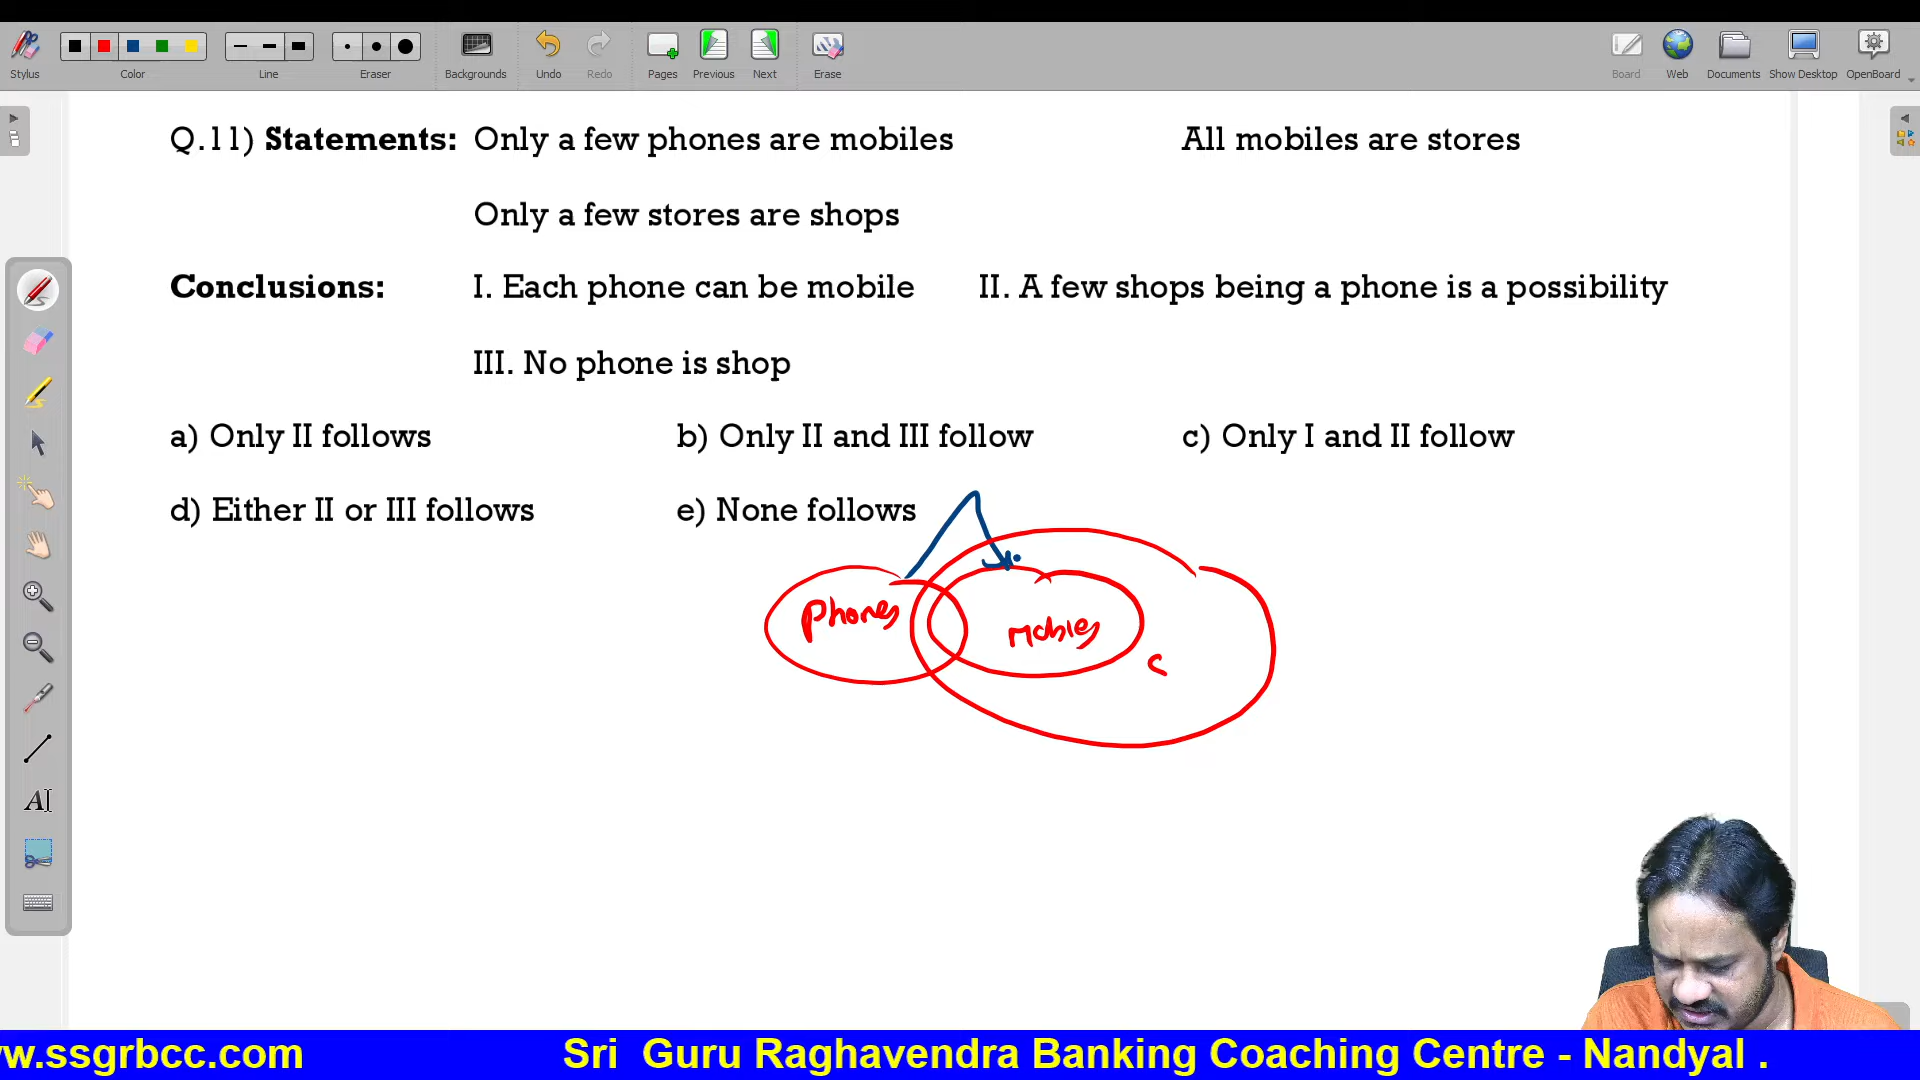 Stylus Color Line Eraser Backgrounds Undo Redo Pages Previous Next Erase Board Web Documents Show Desktop OpenBoard
Q.11) Statements: Only a few phones are mobiles All mobiles are stores
Only a few stores are shops
Conclusions: I. Each phone can be mobile II. A few shops being a phone is a possibility
III. No phone is shop
a) Only II follows b) Only II and III follow c) Only I and II follow
d) Either II or III follows e) None follows
Phones Mobiles
w.ssgrbcc.com Sri Guru Raghavendra Banking Coaching Centre - Nandyal .